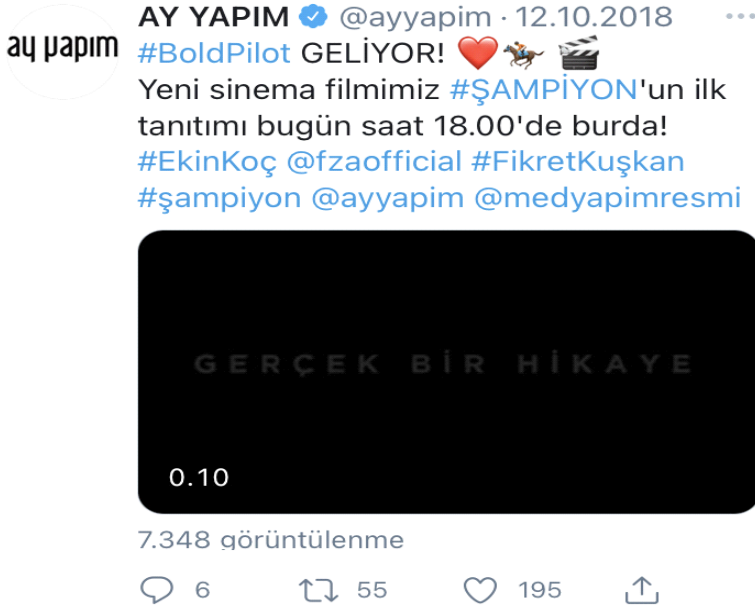 ay yapım
AY YAPIM @ayyapim · 12.10.2018
#BoldPilot GELİYOR! ❤️🏇 🎬
Yeni sinema filmimiz #ŞAMPİYON'un ilk
tanıtımı bugün saat 18.00'de burda!
#EkinKoç @fzaofficial #FikretKuşkan
#şampiyon @ayyapim @medyapimresmi
GERÇEK BİR HİKAYE
0.10
7.348 görüntülenme
6 55 195